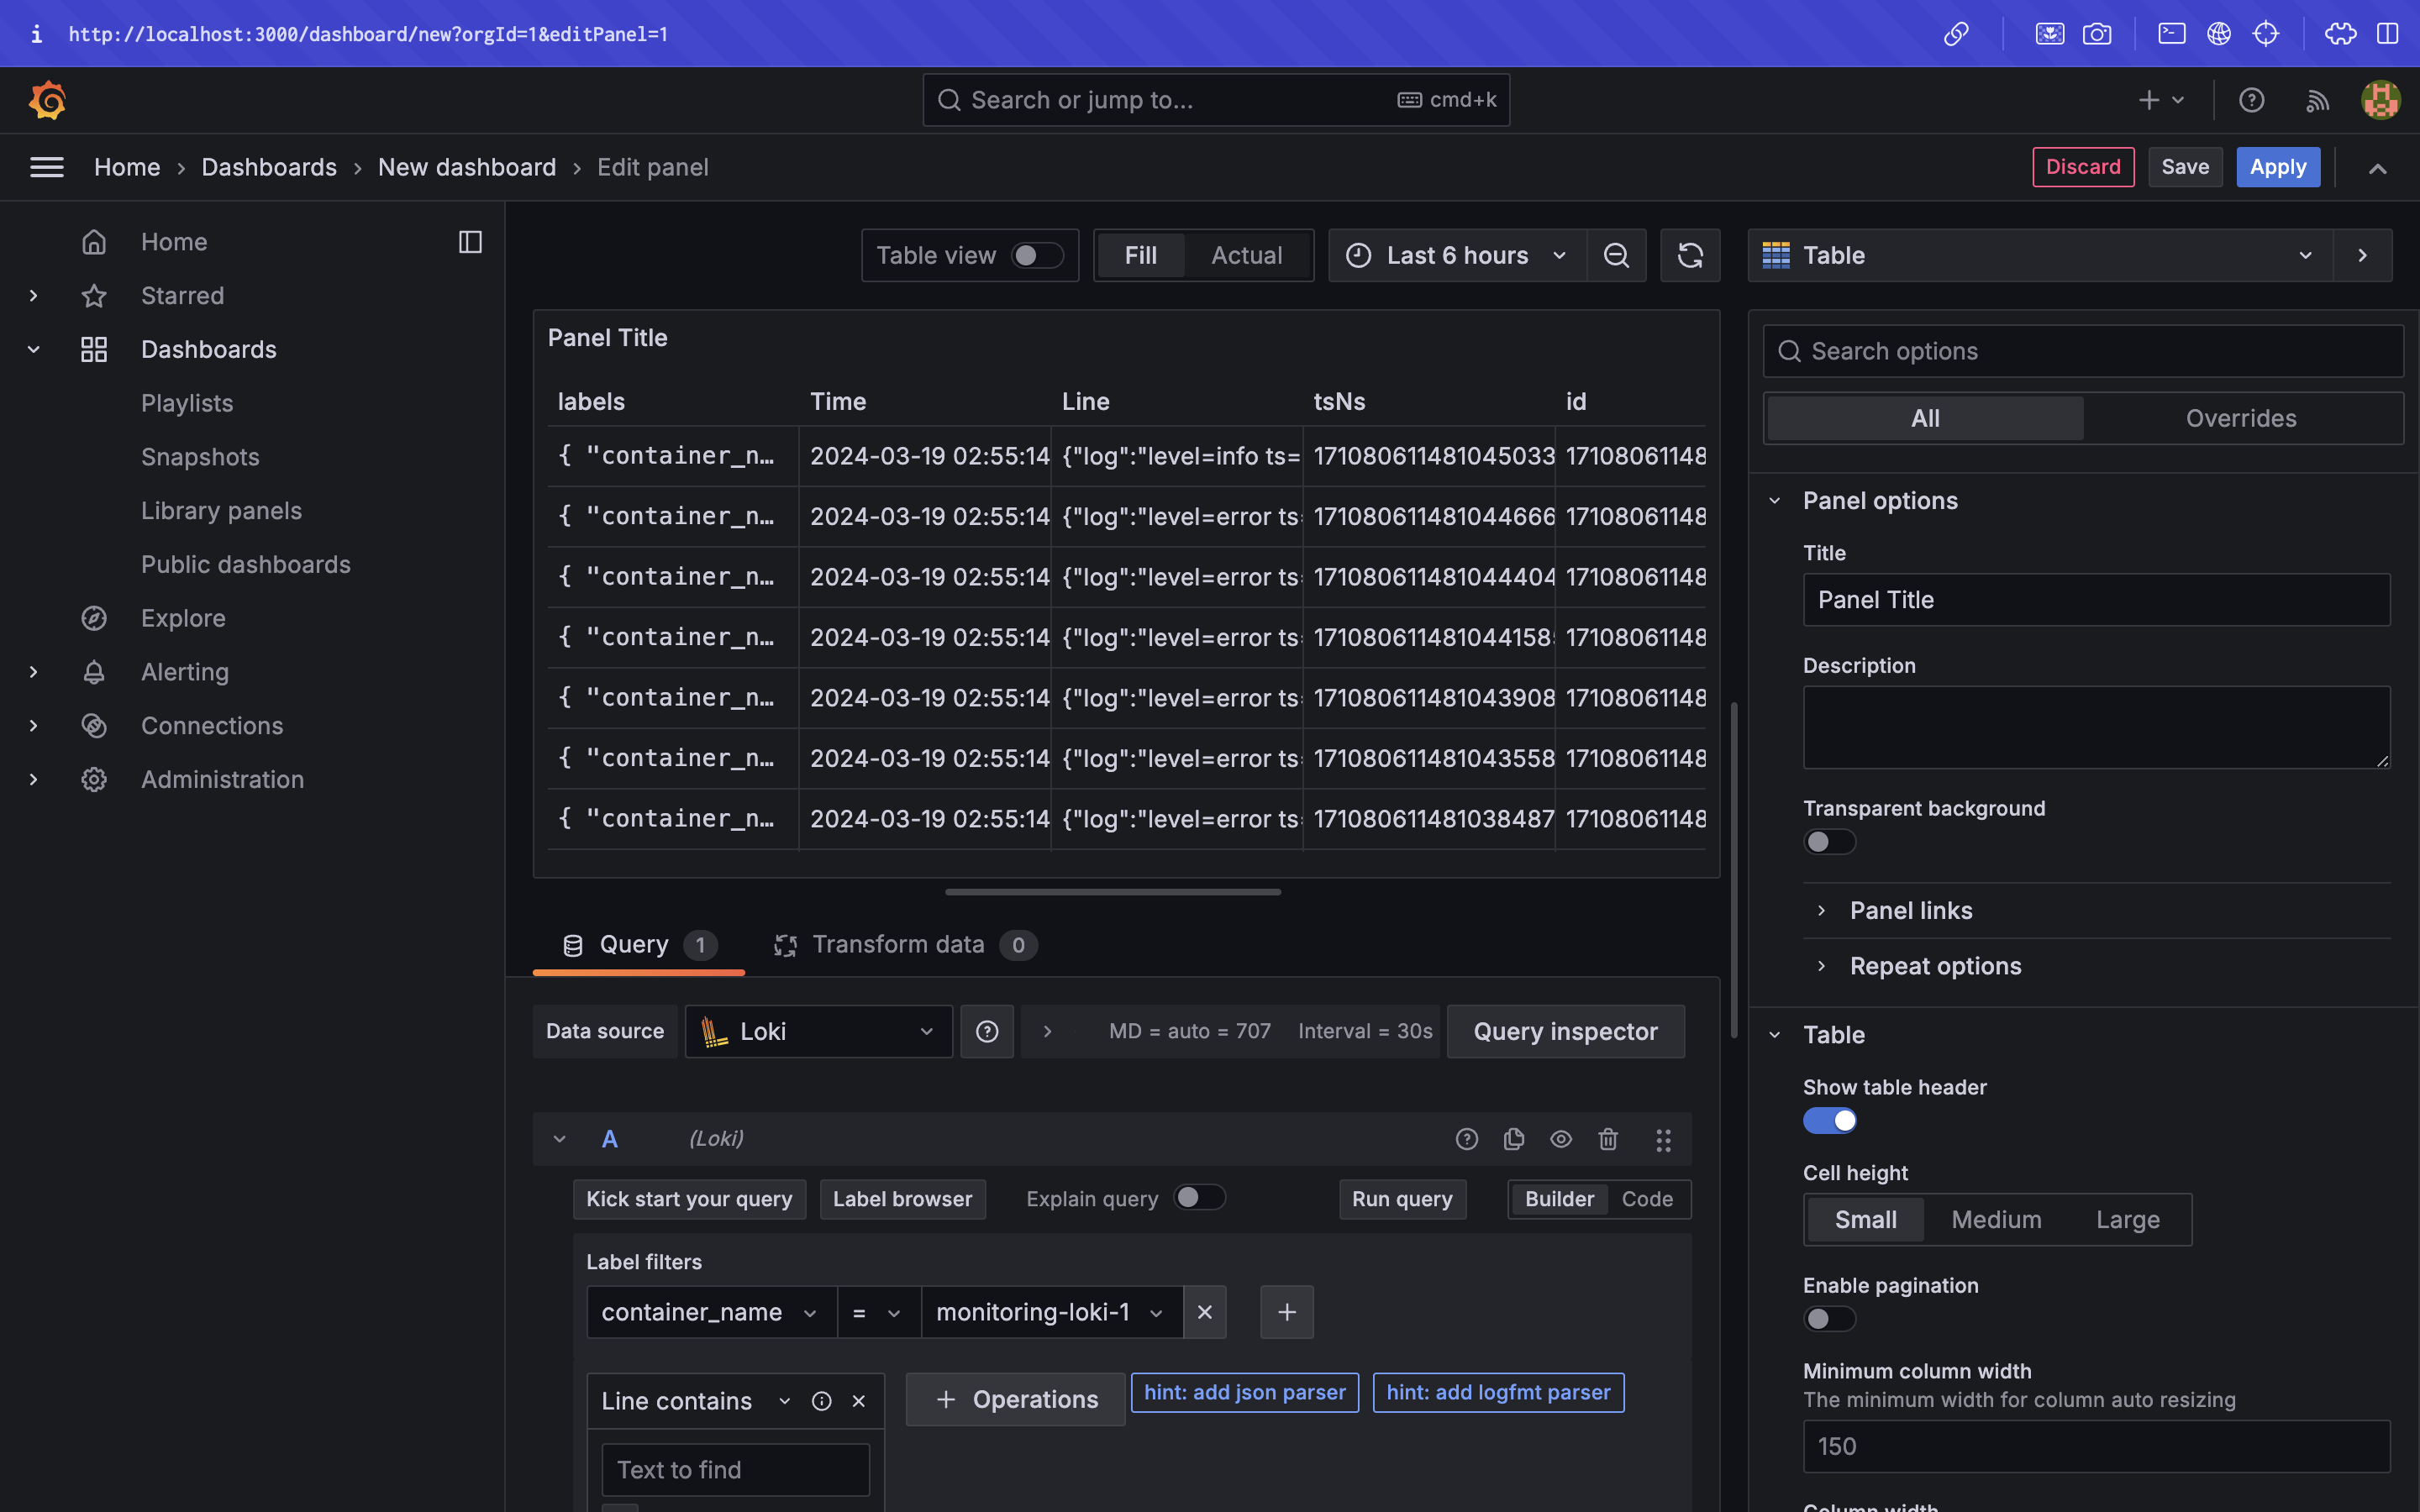 http://localhost:3000/dashboard/new?orgId=1&editPanel=1
Search or jump to...
cmd+k
Home
Dashboards
New dashboard
Edit panel
Discard
Save
Apply
Home
Starred
Dashboards
Playlists
Snapshots
Library panels
Public dashboards
Explore
Alerting
Connections
Administration
Table view
Fill
Actual
Last 6 hours
Panel Title
labels Time Line tsNs id
{ "container_n… 2024-03-19 02:55:14 {"log":"level=info ts= 171080611481045033 17108061148
{ "container_n… 2024-03-19 02:55:14 {"log":"level=error ts= 171080611481044666 17108061148
{ "container_n… 2024-03-19 02:55:14 {"log":"level=error ts= 171080611481044404 17108061148
{ "container_n… 2024-03-19 02:55:14 {"log":"level=error ts= 17108061148104415 17108061148
{ "container_n… 2024-03-19 02:55:14 {"log":"level=error ts= 171080611481043908 17108061148
{ "container_n… 2024-03-19 02:55:14 {"log":"level=error ts= 171080611481043558 17108061148
{ "container_n… 2024-03-19 02:55:14 {"log":"level=error ts= 171080611481038487 17108061148
Query 1
Transform data 0
Data source
Loki
MD = auto = 707
Interval = 30s
Query inspector
A
(Loki)
Kick start your query
Label browser
Explain query
Run query
Builder
Code
Label filters
container_name
=
monitoring-loki-1
Line contains
Operations
hint: add json parser
hint: add logfmt parser
Text to find
Table
Search options
All
Overrides
Panel options
Title
Panel Title
Description
Transparent background
Panel links
Repeat options
Table
Show table header
Cell height
Small
Medium
Large
Enable pagination
Minimum column width
The minimum width for column auto resizing
150
Column width